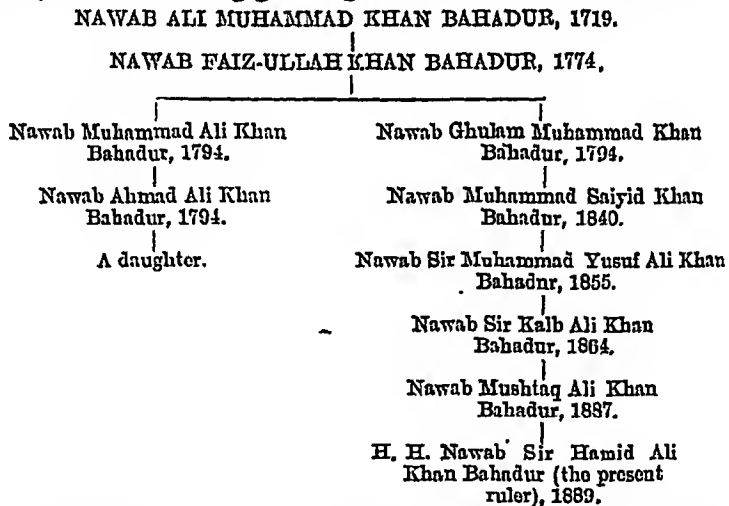 NAWAB ALI MUHAMMAD KHAN BAHADUR, 1719.
NAWAB FAIZ-ULLAH KHAN BAHADUR, 1774.
Nawab Muhammad Ali Khan
Bahadur, 1794.
Nawab Ahmad Ali Khan
Bahadur, 1794.
A daughter.
Nawab Ghulam Muhammad Khan
Bahadur, 1794.
Nawab Muhammad Saiyid Khan
Bahadur, 1840.
Nawab Sir Muhammad Yusuf Ali Khan
Bahadur, 1855.
Nawab Sir Kalb Ali Khan
Bahadur, 1864.
Nawab Mushtaq Ali Khan
Bahadur, 1887.
H. H. Nawab Sir Hamid Ali
Khan Bahadur (the present
ruler), 1889.